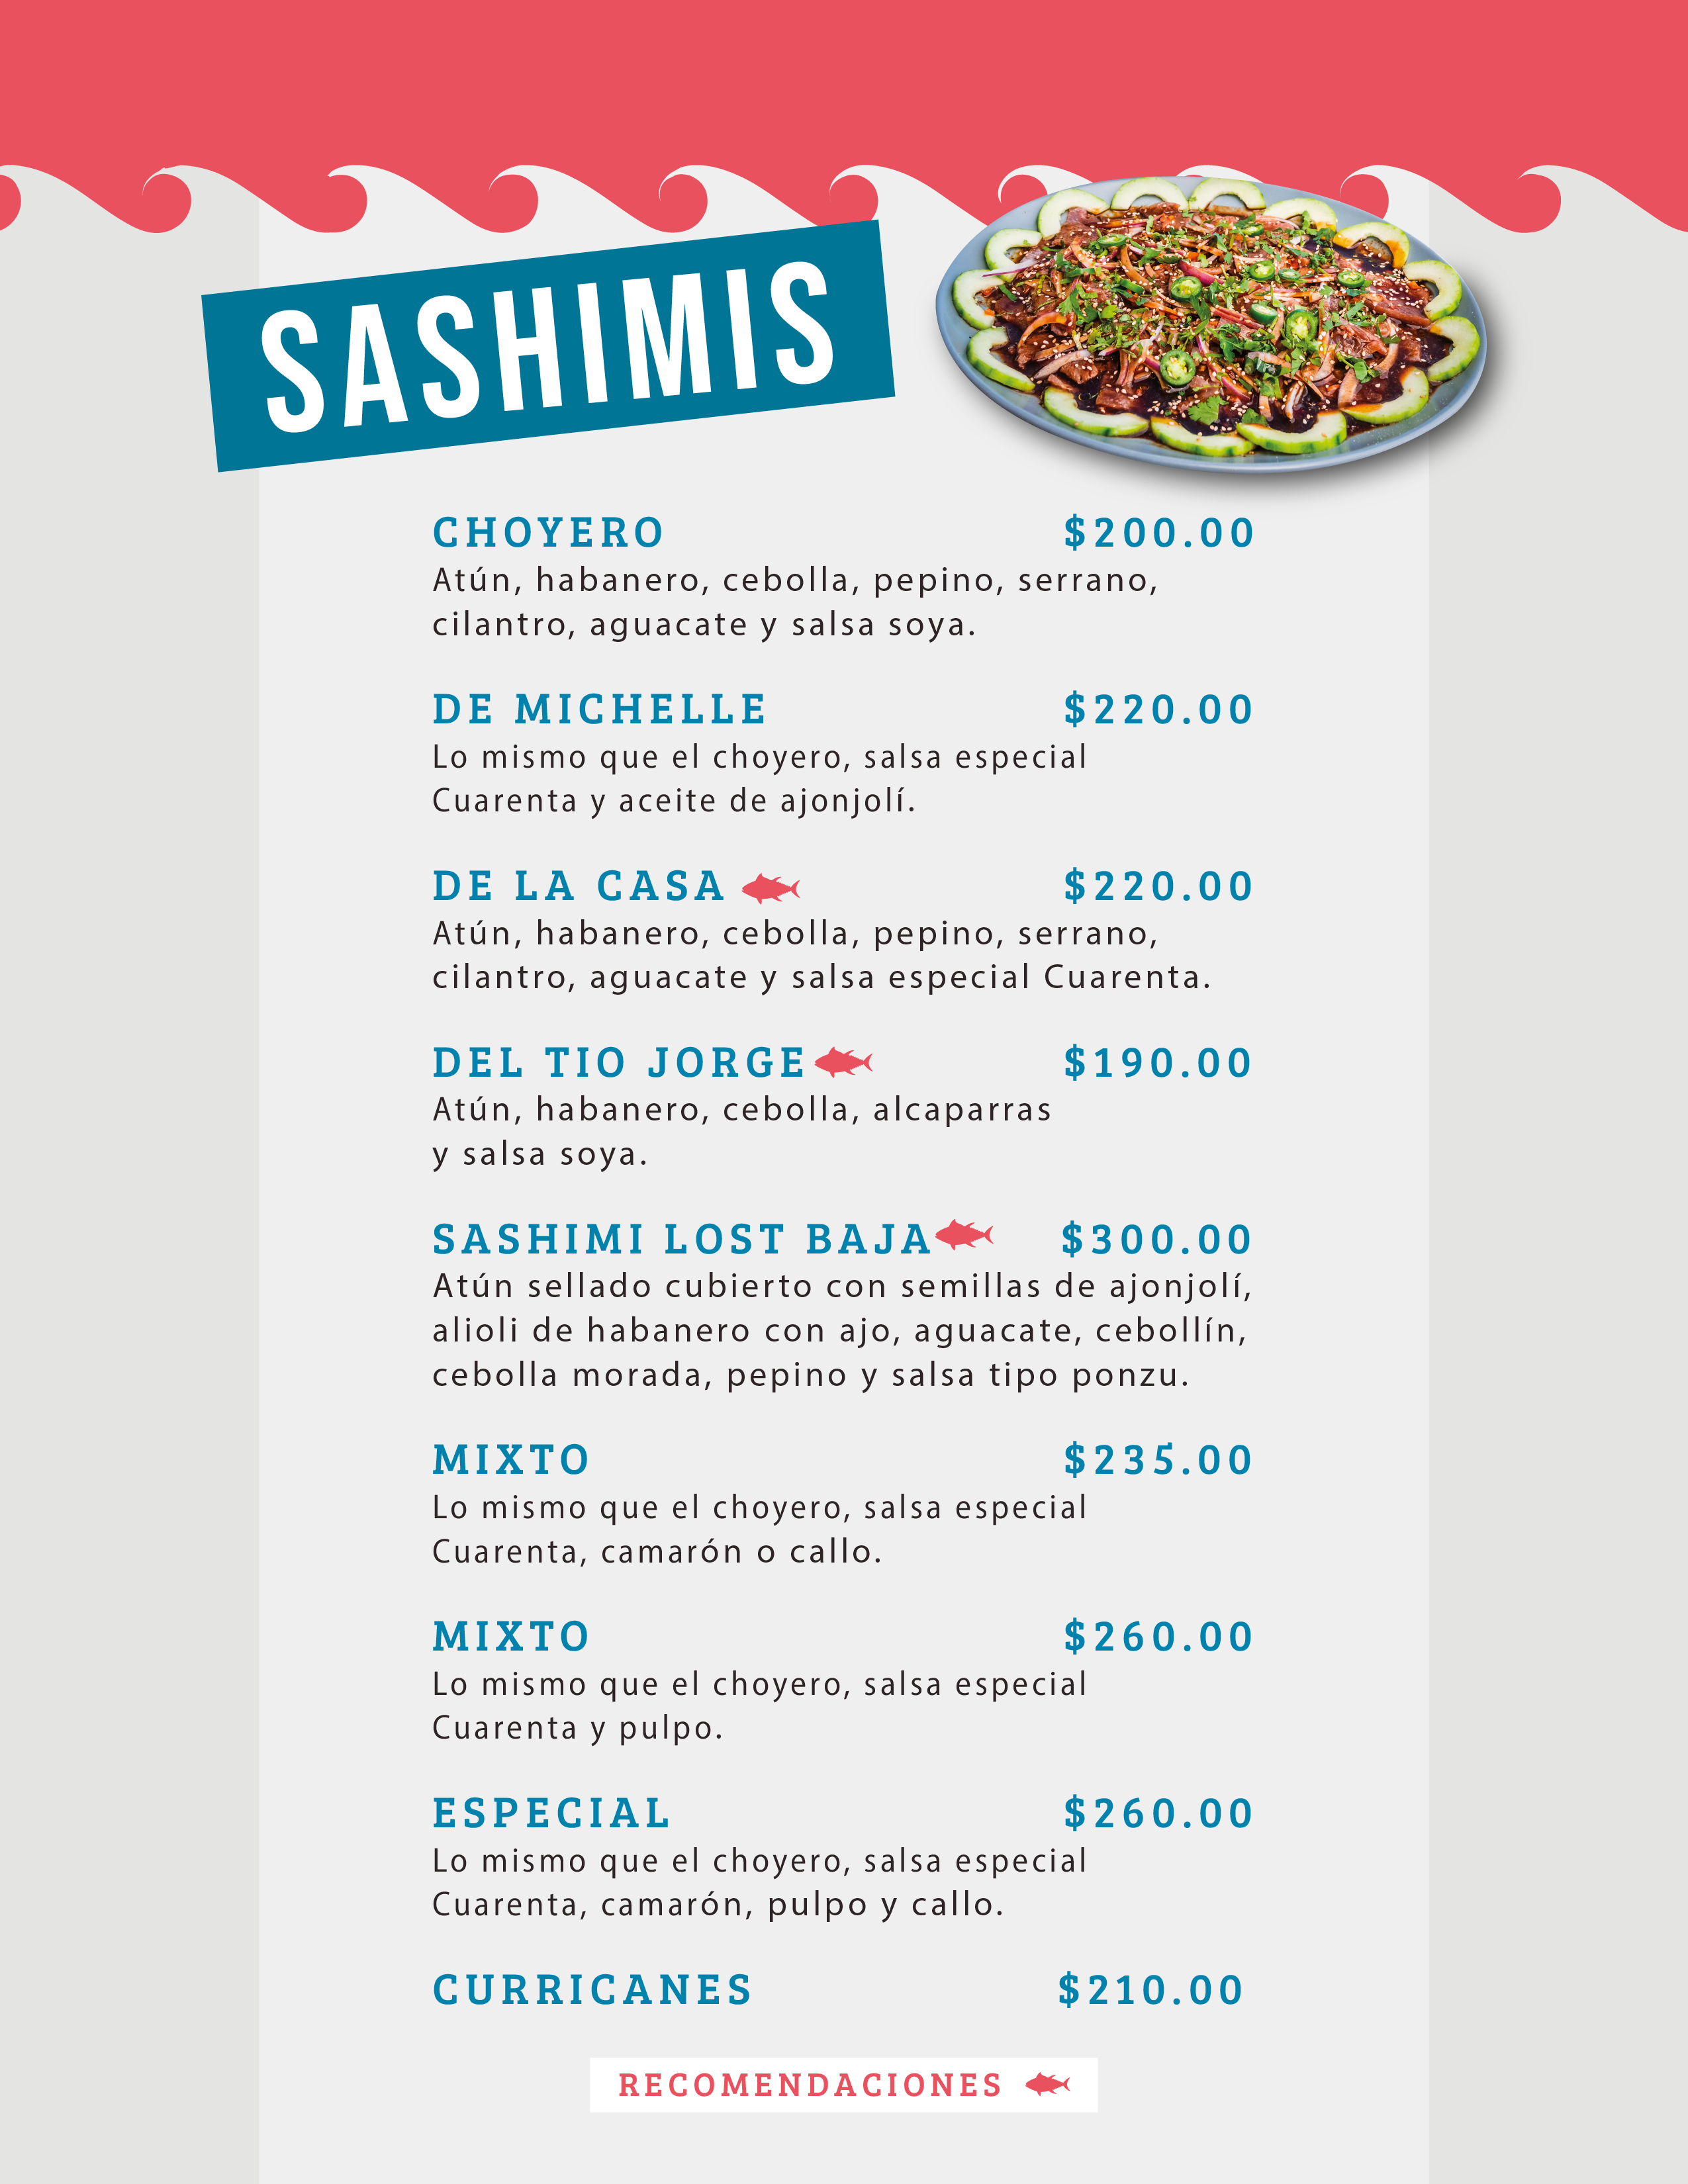 SASHIMIS
CHOYERO $200.00
Atún, habanero, cebolla, pepino, serrano,
cilantro, aguacate y salsa soya.
DE MICHELLE $220.00
Lo mismo que el choyero, salsa especial
Cuarenta y aceite de ajonjolí.
DE LA CASA $220.00
Atún, habanero, cebolla, pepino, serrano,
cilantro, aguacate y salsa especial Cuarenta.
DEL TIO JORGE $190.00
Atún, habanero, cebolla, alcaparras
y salsa soya.
SASHIMI LOST BAJA $300.00
Atún sellado cubierto con semillas de ajonjolí,
alioli de habanero con ajo, aguacate, cebollín,
cebolla morada, pepino y salsa tipo ponzu.
MIXTO $235.00
Lo mismo que el choyero, salsa especial
Cuarenta, camarón o callo.
MIXTO $260.00
Lo mismo que el choyero, salsa especial
Cuarenta y pulpo.
ESPECIAL $260.00
Lo mismo que el choyero, salsa especial
Cuarenta, camarón, pulpo y callo.
CURRICANES $210.00
RECOMENDACIONES